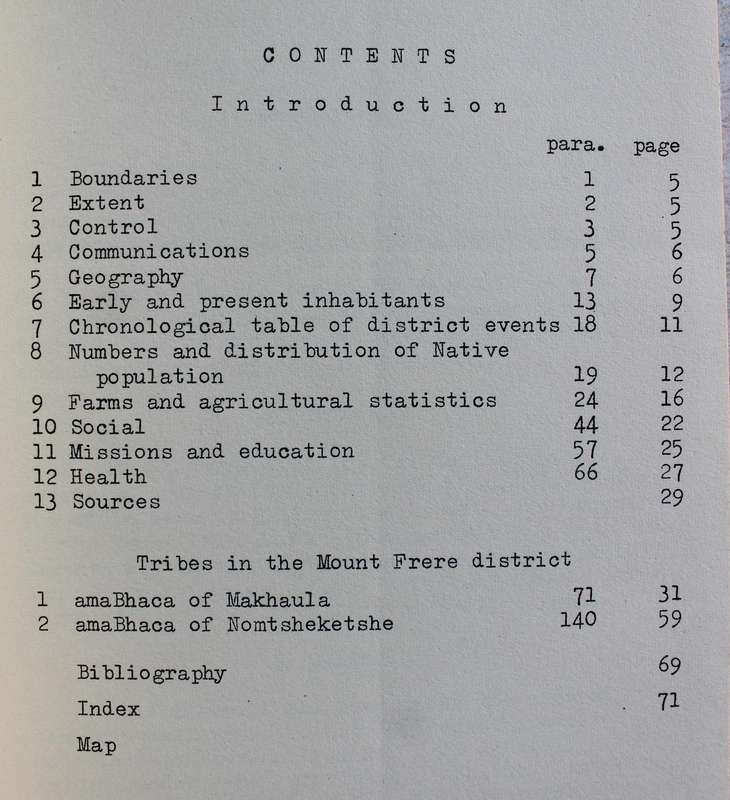 CONTENTS
Introduction
para. page
1 Boundaries 1 5
2 Extent 2 5
3 Control 3 5
4 Communications 5 6
5 Geography 7 6
6 Early and present inhabitants 13 9
7 Chronological table of district events 18 11
8 Numbers and distribution of Native
population 19 12
9 Farms and agricultural statistics 24 16
10 Social 44 22
11 Missions and education 57 25
12 Health 66 27
13 Sources 29
Tribes in the Mount Frere district
1 amaBhaca of Makhaula 71 31
2 amaBhaca of Nomtsheketshe 140 59
Bibliography 69
Index 71
Map